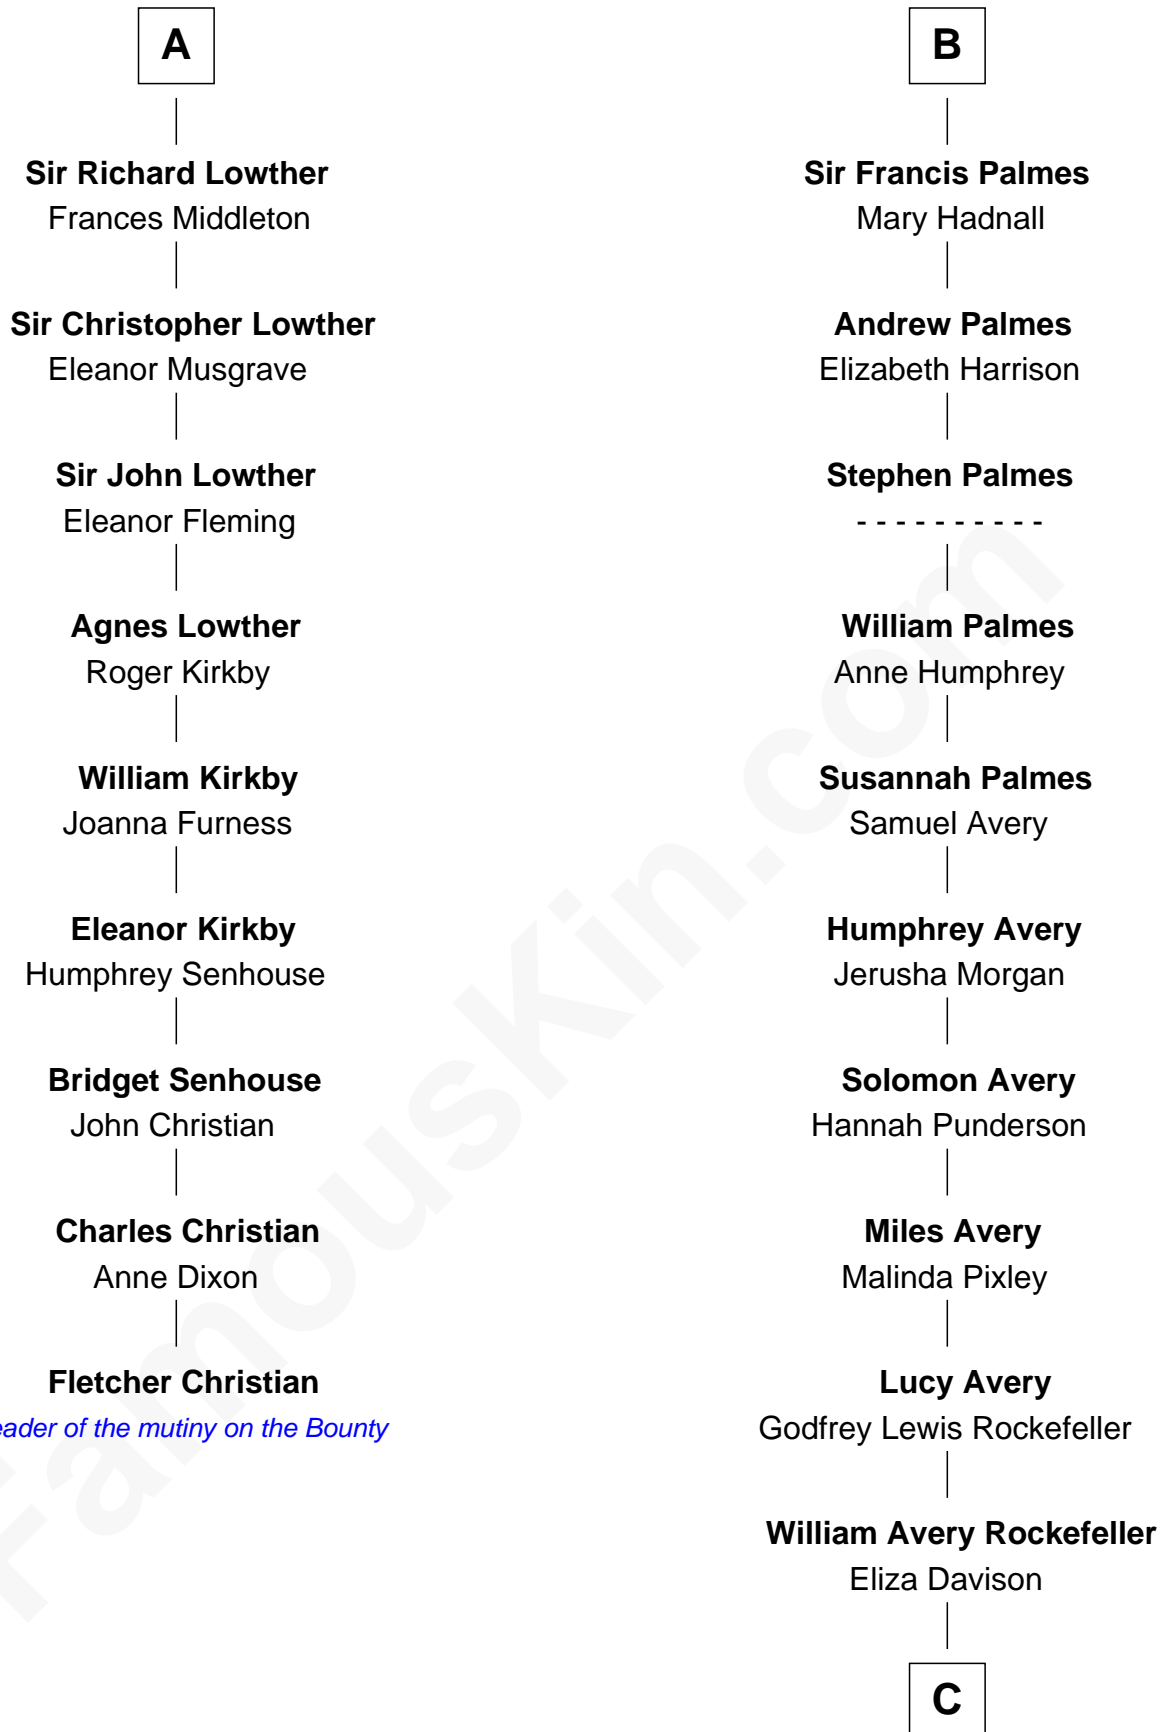 A
Sir Richard Lowther
Frances Middleton
Sir Christopher Lowther
Eleanor Musgrave
Sir John Lowther
Eleanor Fleming
Agnes Lowther
Roger Kirkby
William Kirkby
Joanna Furness
Eleanor Kirkby
Humphrey Senhouse
Bridget Senhouse
John Christian
Charles Christian
Anne Dixon
Fletcher Christian
eader of the mutiny on the Bounty
B
Sir Francis Palmes
Mary Hadnall
Andrew Palmes
Elizabeth Harrison
Stephen Palmes
- - - - - - - - - -
William Palmes
Anne Humphrey
Susannah Palmes
Samuel Avery
Humphrey Avery
Jerusha Morgan
Solomon Avery
Hannah Punderson
Miles Avery
Malinda Pixley
Lucy Avery
Godfrey Lewis Rockefeller
William Avery Rockefeller
Eliza Davison
C
FamousKin.com